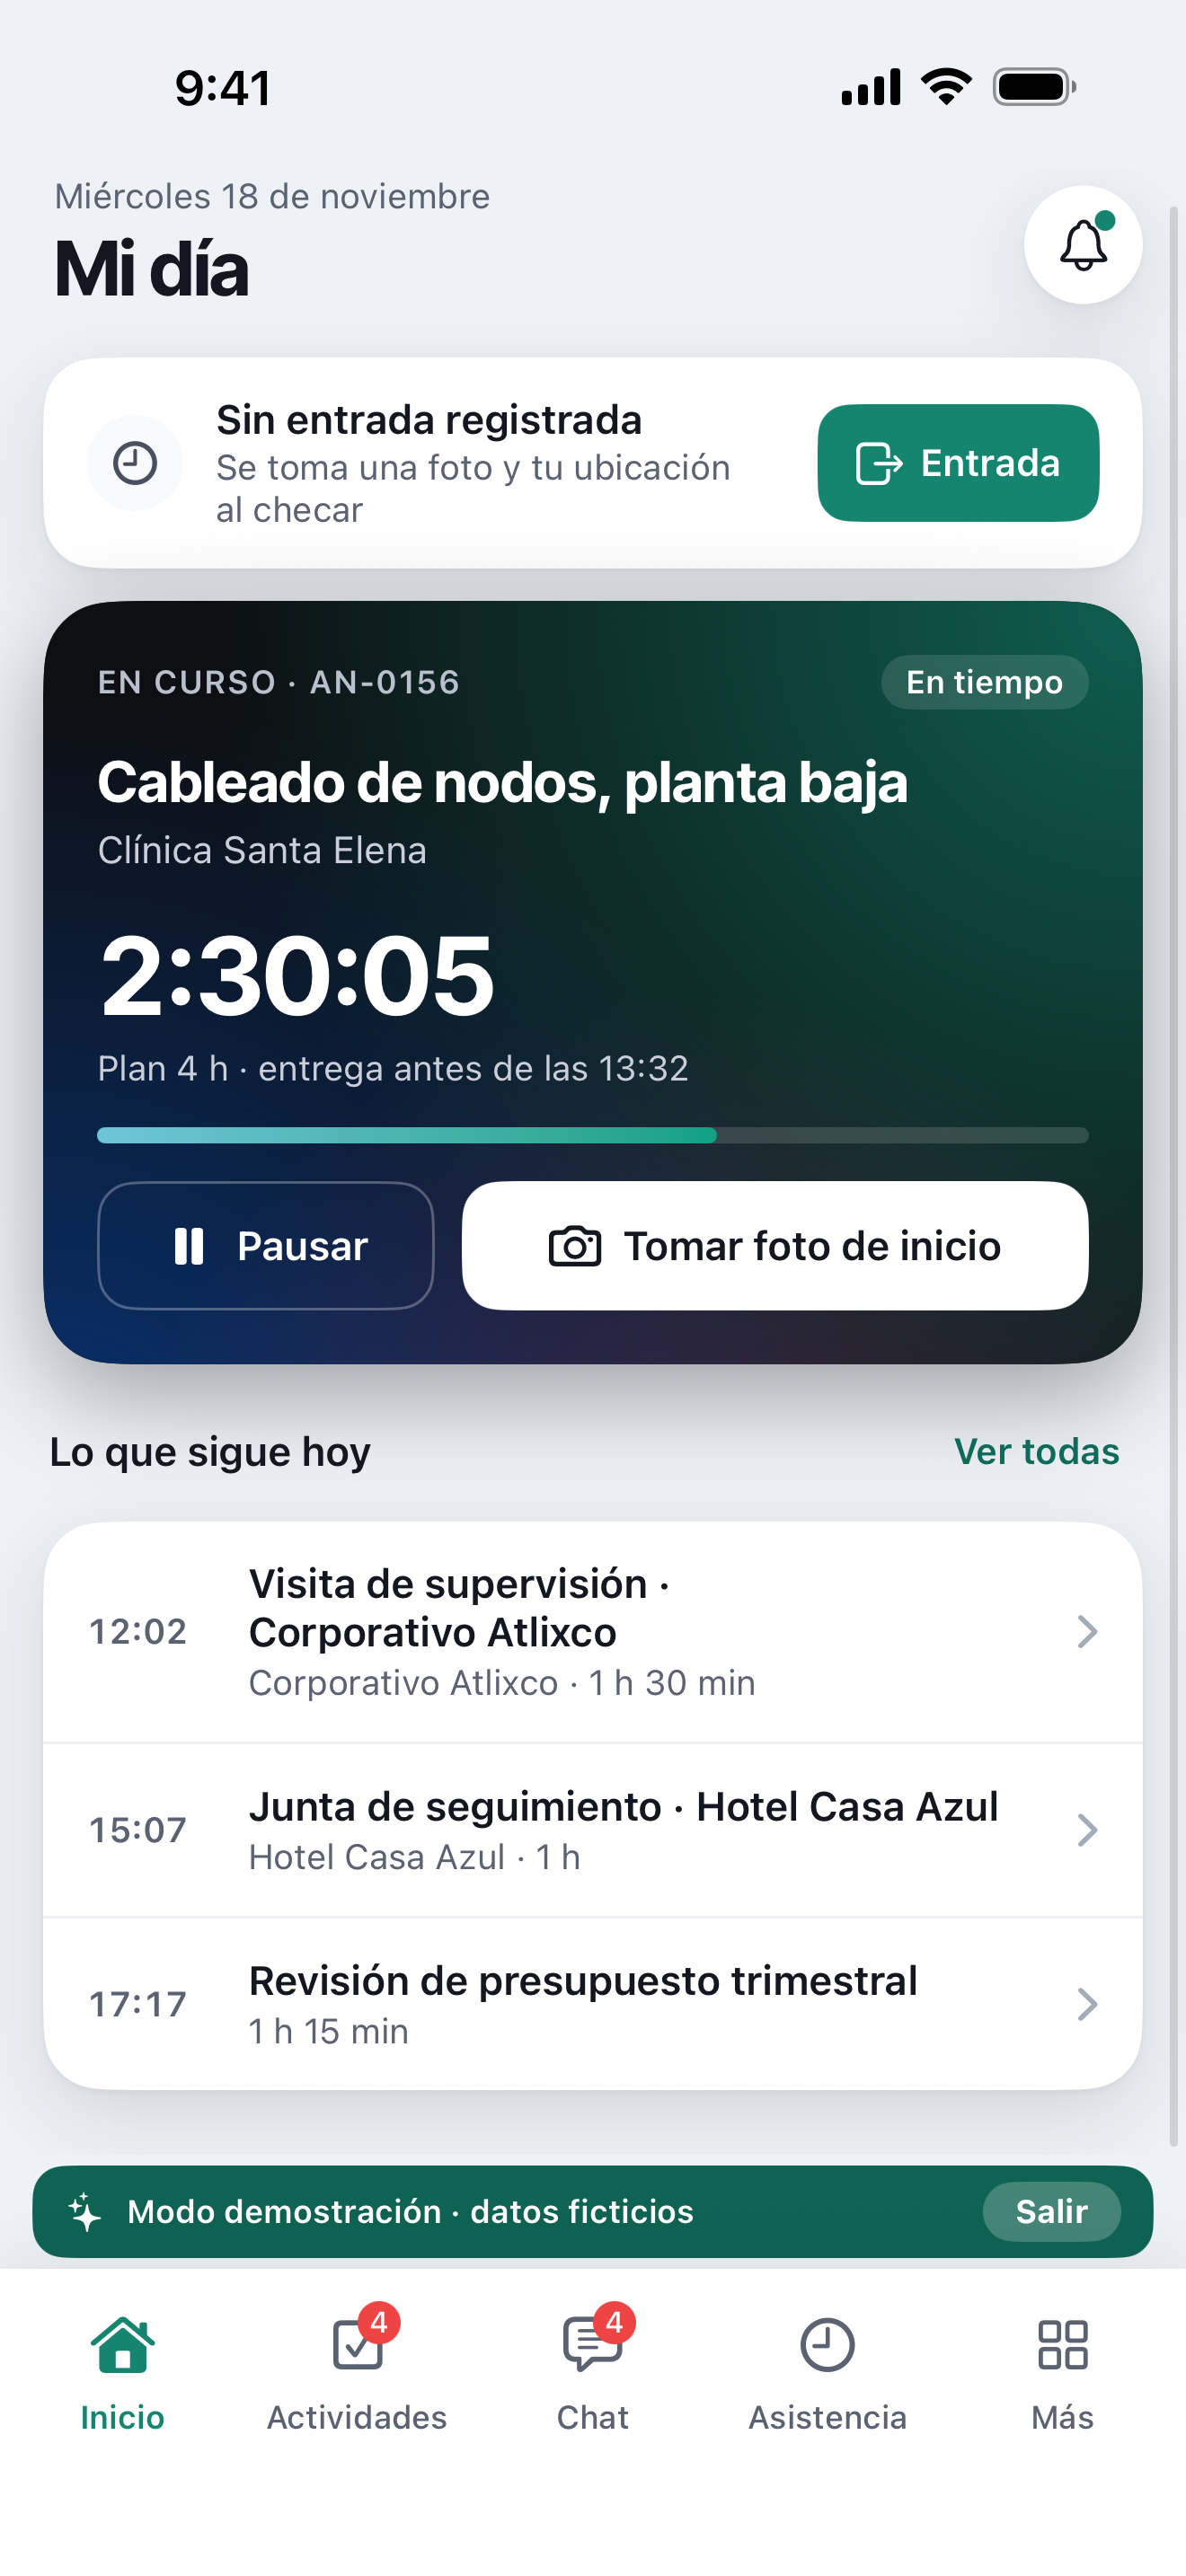 9:41
Miércoles 18 de noviembre
Mi día
Sin entrada registrada
Se toma una foto y tu ubicación
al checar
Entrada
EN CURSO · AN-0156
En tiempo
Cableado de nodos, planta baja
Clínica Santa Elena
2:30:05
Plan 4 h · entrega antes de las 13:32
Pausar
Tomar foto de inicio
Lo que sigue hoy
Ver todas
12:02
Visita de supervisión ·
Corporativo Atlixco
Corporativo Atlixco · 1 h 30 min
15:07
Junta de seguimiento · Hotel Casa Azul
Hotel Casa Azul · 1 h
17:17
Revisión de presupuesto trimestral
1 h 15 min
Modo demostración · datos ficticios
Salir
4
4
Inicio
Actividades
Chat
Asistencia
Más